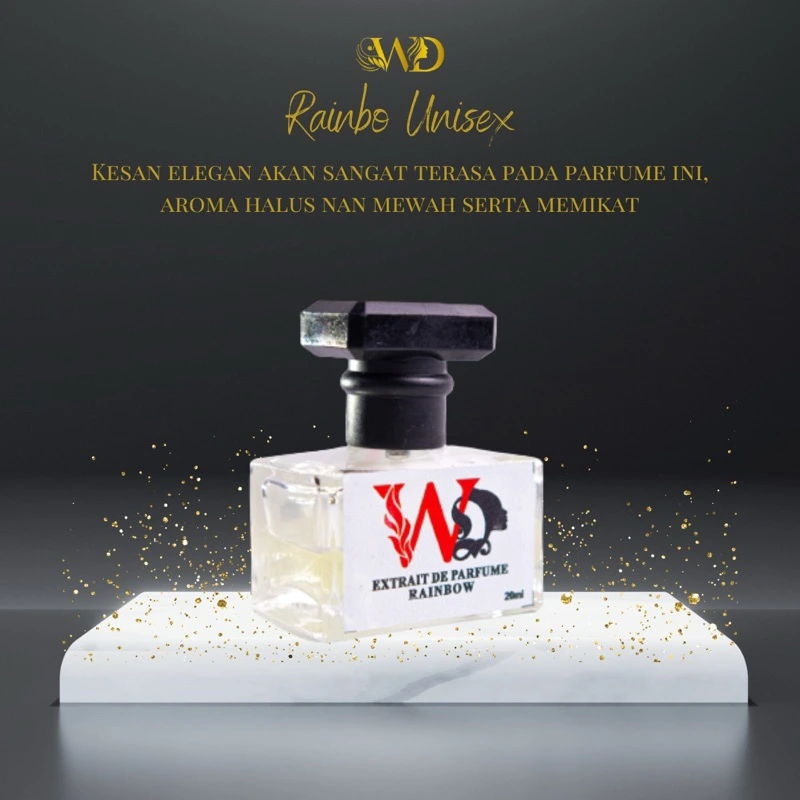 WD
Rainbo Unisex
Kesan elegan akan sangat terasa pada parfume ini,
aroma halus nan mewah serta memikat
WD
EXTRAIT DE PARFUME
RAINBOW
20ml